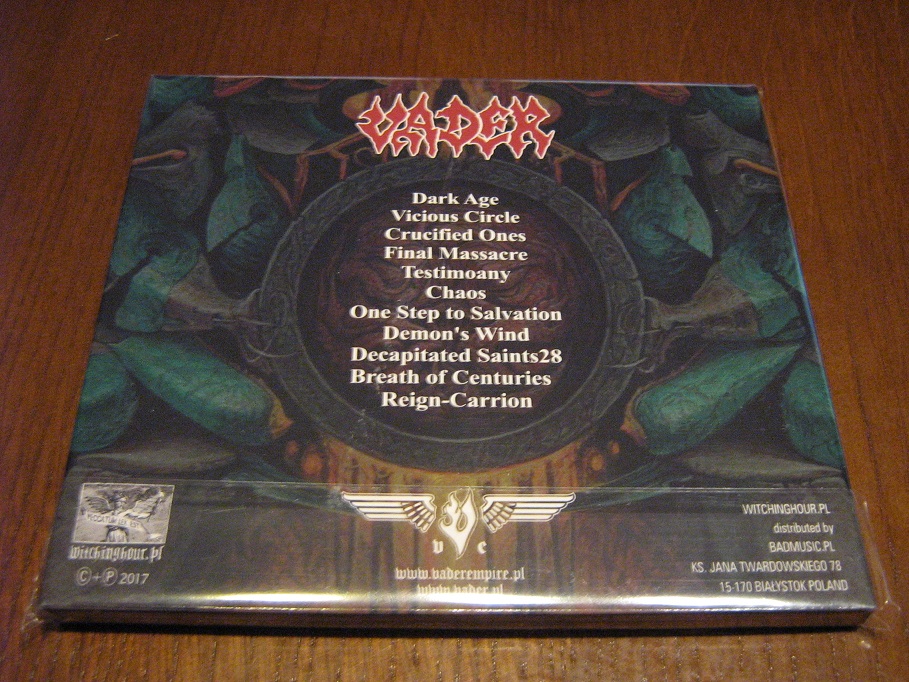 VADER
Dark Age
Vicious Circle
Crucified Ones
Final Massacre
Testimoany
Chaos
One Step to Salvation
Demon's Wind
Decapitated Saints28
Breath of Centuries
Reign-Carrion
witchinghour.pl
©+℗ 2017
30
v e
www.vaderempire.pl
www.vader.pl
WITCHINGHOUR.PL
distributed by
BADMUSIC.PL
KS. JANA TWARDOWSKIEGO 78
15-170 BIAŁYSTOK POLAND